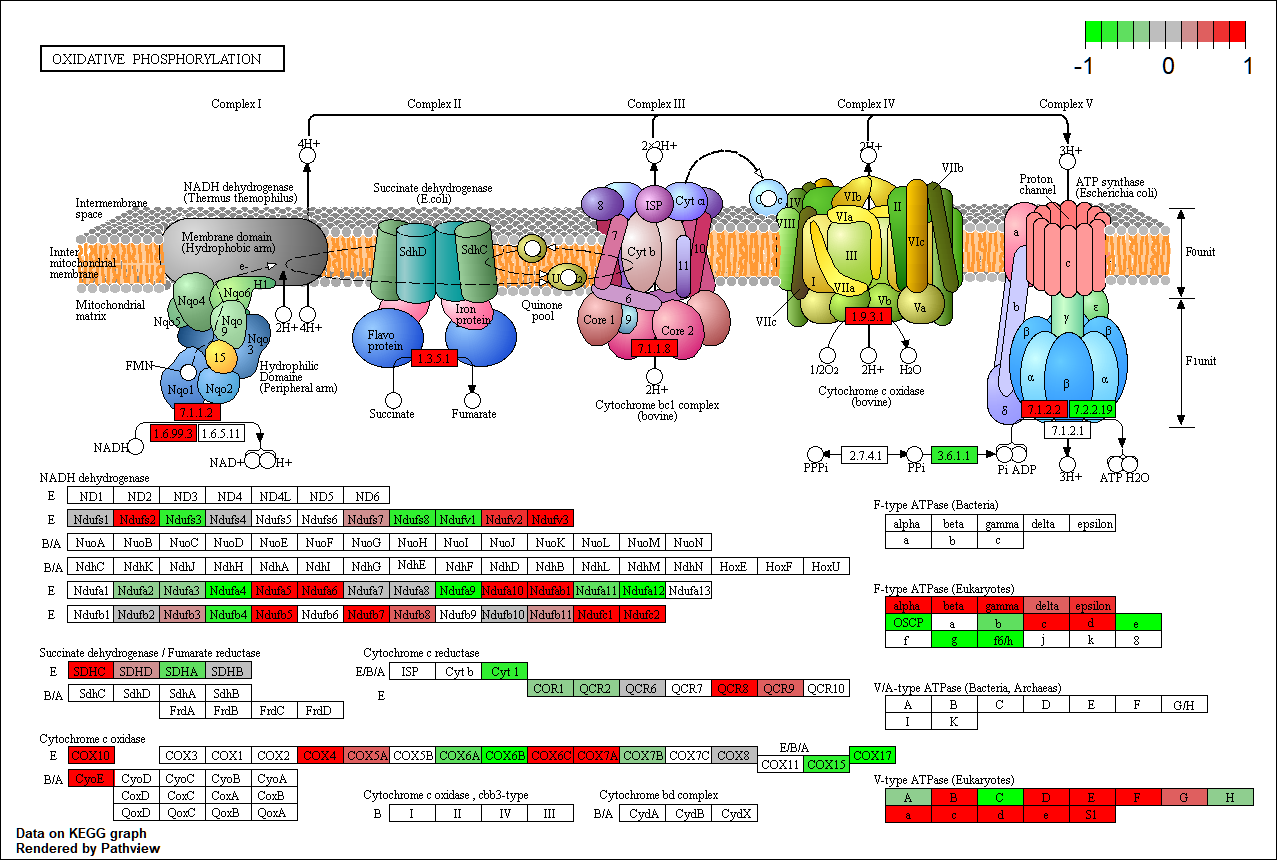 -1 0 1
OXIDATIVE PHOSPHORYLATION
Complex I Complex II Complex III Complex IV Complex V
4H+ 2×2H+ 2H+ 3H+
NADH dehydrogenase
(Thermus themophilus)
Succinate dehydrogenase
(E.coli)
VIIb
Proton
channel
ATP synthase
(Escherichia coli)
Intermembrane
space
Inner
mitochondrial
membrane
Mitochondrial
matrix
Membrane domain
(Hydrophobic arm)
e-
H1
SdhD SdhC
8 ISP Cyt c1
7 Cyt b 10
11
6
9
Core 1 Core 2
IV VIb II
VIII VIa VIc
III
I VIIa
Vb Va
VIIc
a c
b γ ε
β β
α β α
δ
F0unit
F1unit
Nqo4 Nqo6
Nqo5 Nqo
9
Nqo
3
15
FMN
Nqo1 Nqo2
2H+ 4H+
Hydrophilic
Domaine
(Peripheral arm)
Flavo
protein
Iron
protein
Quinone
pool
1.3.5.1
7.1.1.8
1.9.3.1
7.1.1.2
1.6.99.3 1.6.5.11
7.1.2.2 7.2.2.19
7.1.2.1
Succinate Fumarate
2H+
Cytochrome bc1 complex
(bovine)
1/2O2 2H+ H2O
Cytochrome c oxidase
(bovine)
NADH NAD+ H+
2.7.4.1 3.6.1.1
PPPi PPi Pi ADP 3H+ ATP H2O
NADH dehydrogenase
E ND1 ND2 ND3 ND4 ND4L ND5 ND6
E Ndufs1 Ndufs2 Ndufs3 Ndufs4 Ndufs5 Ndufs6 Ndufs7 Ndufs8 Ndufv1 Ndufv2 Ndufv3
B/A NuoA NuoB NuoC NuoD NuoE NuoF NuoG NuoH NuoI NuoJ NuoK NuoL NuoM NuoN
B/A NdhC NdhK NdhJ NdhH NdhA NdhI NdhG NdhE NdhF NdhD NdhB NdhL NdhM NdhN HoxE HoxF HoxU
E Ndufa1 Ndufa2 Ndufa3 Ndufa4 Ndufa5 Ndufa6 Ndufa7 Ndufa8 Ndufa9 Ndufa10 Ndufab1 Ndufa11 Ndufa12 Ndufa13
E Ndufb1 Ndufb2 Ndufb3 Ndufb4 Ndufb5 Ndufb6 Ndufb7 Ndufb8 Ndufb9 Ndufb10 Ndufb11 Ndufc1 Ndufc2
Succinate dehydrogenase / Fumarate reductase
E SDHC SDHD SDHA SDHB
B/A SdhC SdhD SdhA SdhB
FrdA FrdB FrdC FrdD
Cytochrome c reductase
E/B/A ISP Cyt b Cyt 1
E COR1 QCR2 QCR6 QCR7 QCR8 QCR9 QCR10
Cytochrome c oxidase
E COX10 COX3 COX1 COX2 COX4 COX5A COX5B COX6A COX6B COX6C COX7A COX7B COX7C COX8
E/B/A
COX11 COX15 COX17
B/A CyoE CyoD CyoC CyoB CyoA
CoxD CoxC CoxA CoxB
QoxD QoxC QoxB QoxA
Cytochrome c oxidase , cbb3-type
B I II IV III
Cytochrome bd complex
B/A CydA CydB CydX
F-type ATPase (Bacteria)
alpha beta gamma delta epsilon
a b c
F-type ATPase (Eukaryotes)
alpha beta gamma delta epsilon
OSCP a b c d e
f g f6/h j k 8
V/A-type ATPase (Bacteria, Archaeas)
A B C D E F G/H
I K
V-type ATPase (Eukaryotes)
A B C D E F G H
a c d e S1
Data on KEGG graph
Rendered by Pathview